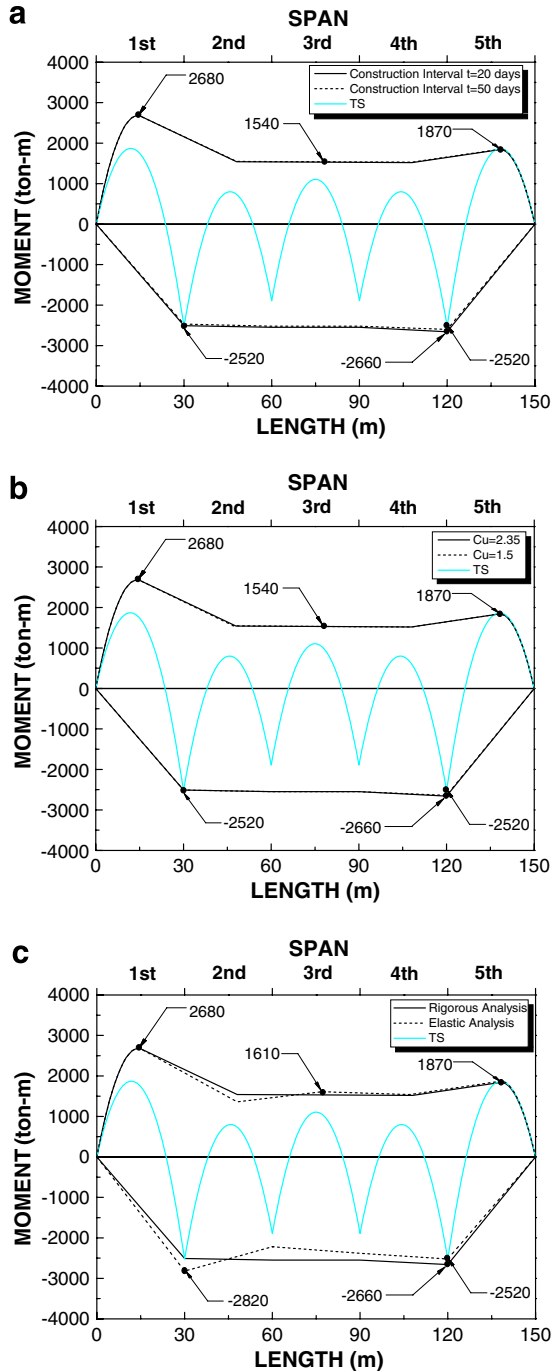 a
SPAN
1st 2nd 3rd 4th 5th
4000
3000
2000
1000
0
-1000
-2000
-3000
-4000
MOMENT (ton-m)
2680
1540
1870
Construction Interval t=20 days
Construction Interval t=50 days
TS
-2520
-2660
-2520
0 30 60 90 120 150
LENGTH (m)
b
SPAN
1st 2nd 3rd 4th 5th
4000
3000
2000
1000
0
-1000
-2000
-3000
-4000
MOMENT (ton-m)
2680
1540
1870
Cu=2.35
Cu=1.5
TS
-2520
-2660
-2520
0 30 60 90 120 150
LENGTH (m)
c
SPAN
1st 2nd 3rd 4th 5th
4000
3000
2000
1000
0
-1000
-2000
-3000
-4000
MOMENT (ton-m)
2680
1610
1870
Rigorous Analysis
Elastic Analysis
TS
-2820
-2660
-2520
0 30 60 90 120 150
LENGTH (m)